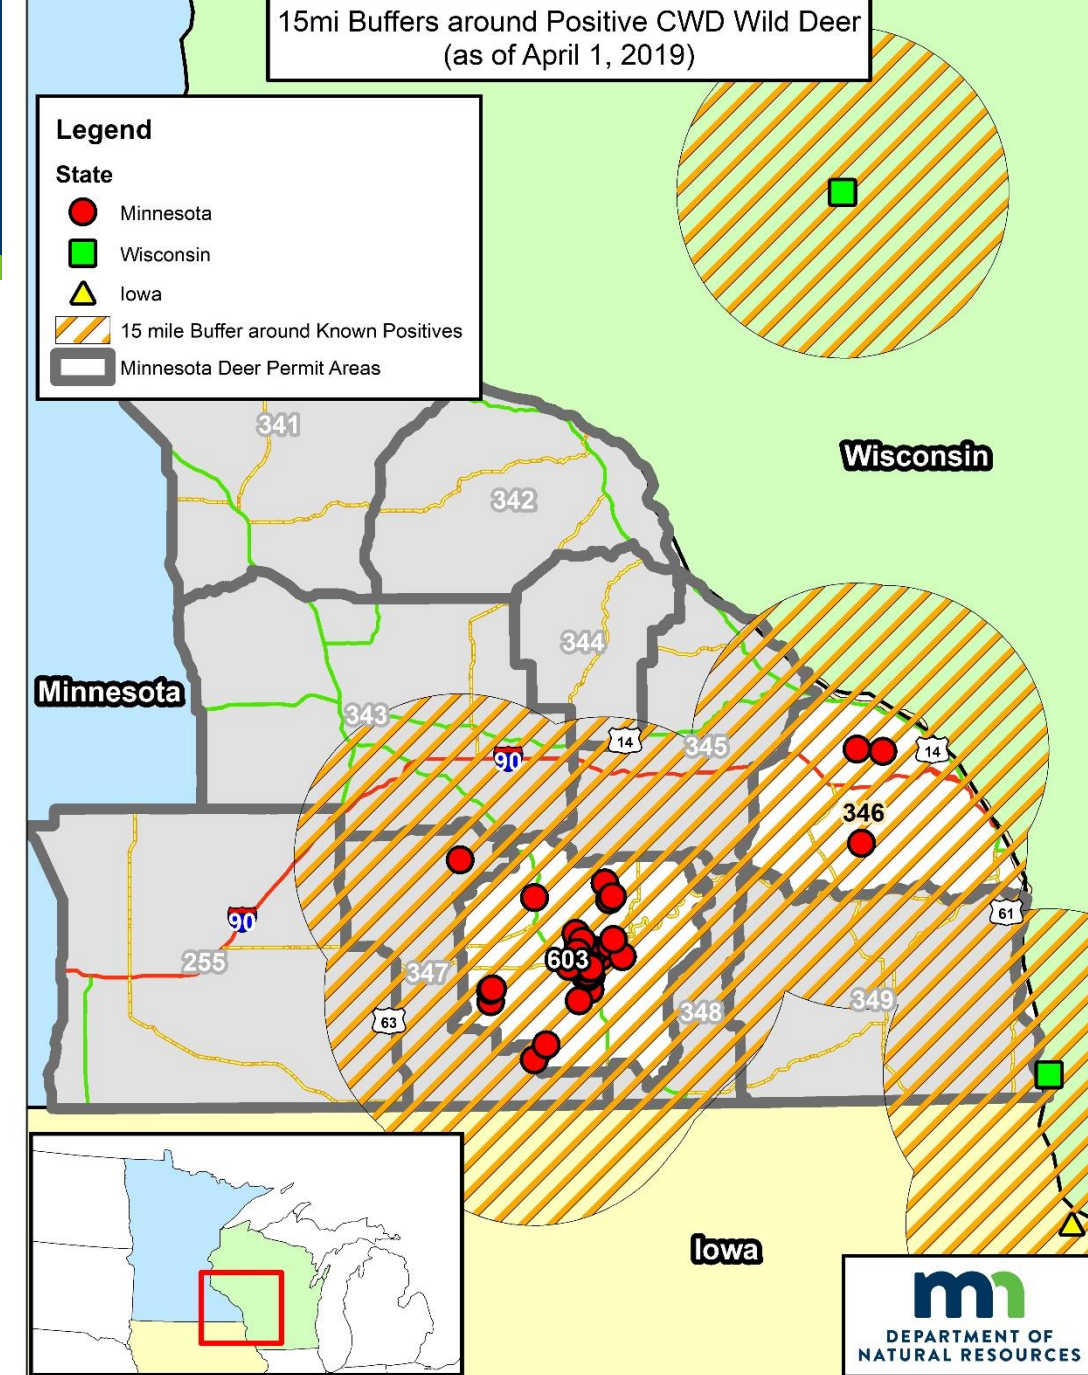 15mi Buffers around Positive CWD Wild Deer
(as of April 1, 2019)
Legend
State
Minnesota
Wisconsin
Iowa
15 mile Buffer around Known Positives
Minnesota Deer Permit Areas
341
Wisconsin
342
344
Minnesota
343
14
345
14
90
346
603
90
61
255
347
349
348
63
Iowa
mn
DEPARTMENT OF
NATURAL RESOURCES